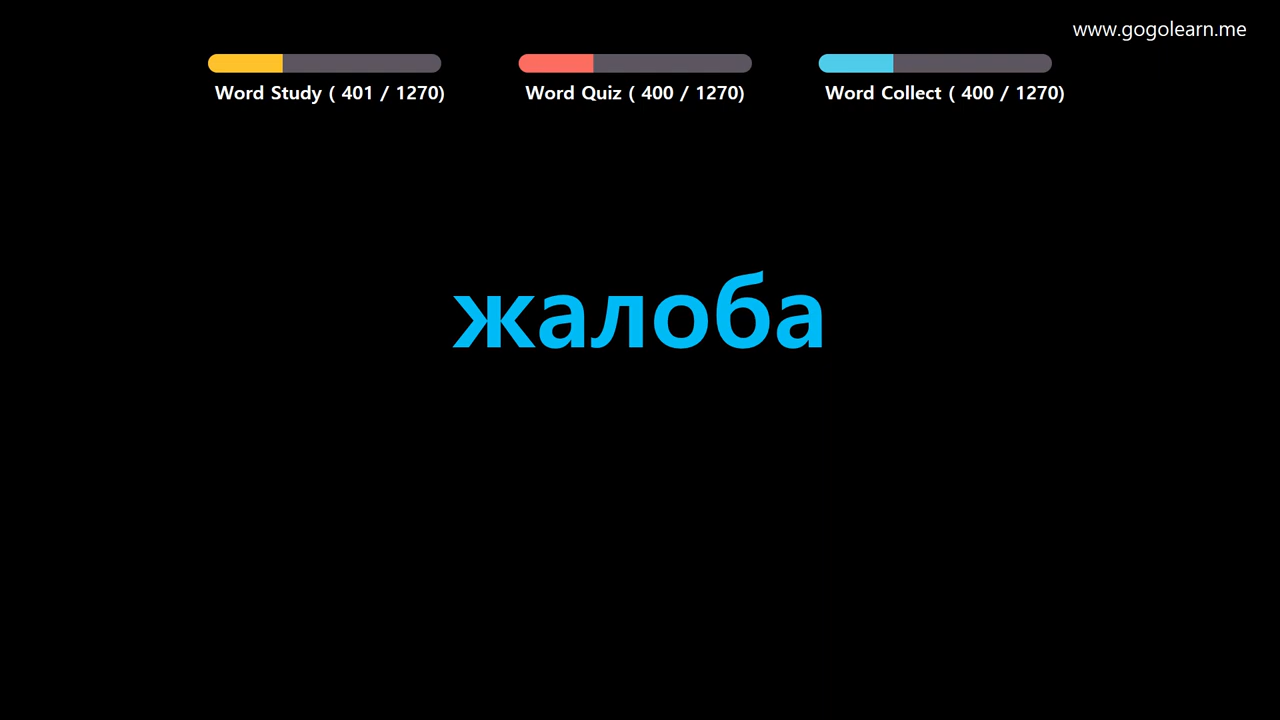 www.gogolearn.me
Word Study ( 401 / 1270)
Word Quiz ( 400 / 1270)
Word Collect ( 400 / 1270)
жалоба